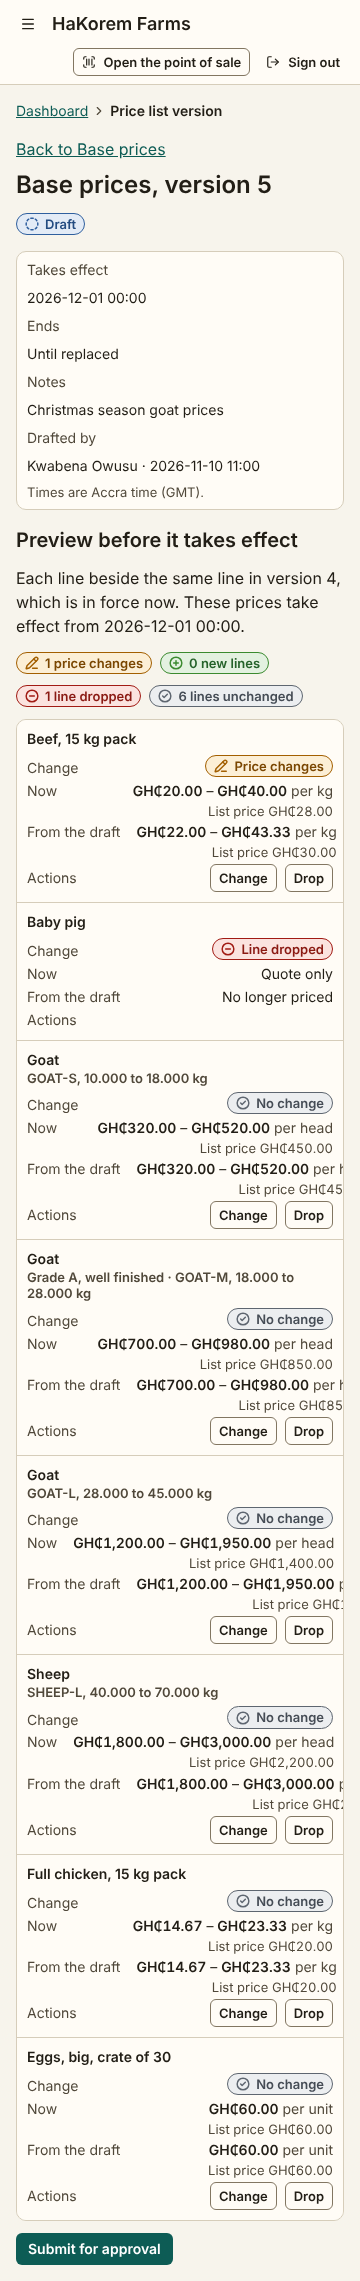 HaKorem Farms
Open the point of sale
Sign out
Dashboard > Price list version
Back to Base prices
Base prices, version 5
Draft
Takes effect
2026-12-01 00:00
Ends
Until replaced
Notes
Christmas season goat prices
Drafted by
Kwabena Owusu · 2026-11-10 11:00
Times are Accra time (GMT).
Preview before it takes effect
Each line beside the same line in version 4,
which is in force now. These prices take
effect from 2026-12-01 00:00.
1 price changes
0 new lines
1 line dropped
6 lines unchanged
Beef, 15 kg pack
Change Price changes
Now GH₵20.00 – GH₵40.00 per kg
List price GH₵28.00
From the draft GH₵22.00 – GH₵43.33 per kg
List price GH₵30.00
Actions Change Drop
Baby pig
Change Line dropped
Now Quote only
From the draft No longer priced
Actions
Goat
GOAT-S, 10.000 to 18.000 kg
Change No change
Now GH₵320.00 – GH₵520.00 per head
List price GH₵450.00
From the draft GH₵320.00 – GH₵520.00 per
List price GH₵45
Actions Change Drop
Goat
Grade A, well finished · GOAT-M, 18.000 to
28.000 kg
Change No change
Now GH₵700.00 – GH₵980.00 per head
List price GH₵850.00
From the draft GH₵700.00 – GH₵980.00 per
List price GH₵85
Actions Change Drop
Goat
GOAT-L, 28.000 to 45.000 kg
Change No change
Now GH₵1,200.00 – GH₵1,950.00 per head
List price GH₵1,400.00
From the draft GH₵1,200.00 – GH₵1,950.00
List price GH₵1
Actions Change Drop
Sheep
SHEEP-L, 40.000 to 70.000 kg
Change No change
Now GH₵1,800.00 – GH₵3,000.00 per head
List price GH₵2,200.00
From the draft GH₵1,800.00 – GH₵3,000.00
List price GH₵2
Actions Change Drop
Full chicken, 15 kg pack
Change No change
Now GH₵14.67 – GH₵23.33 per kg
List price GH₵20.00
From the draft GH₵14.67 – GH₵23.33 per kg
List price GH₵20.00
Actions Change Drop
Eggs, big, crate of 30
Change No change
Now GH₵60.00 per unit
List price GH₵60.00
From the draft GH₵60.00 per unit
List price GH₵60.00
Actions Change Drop
Submit for approval